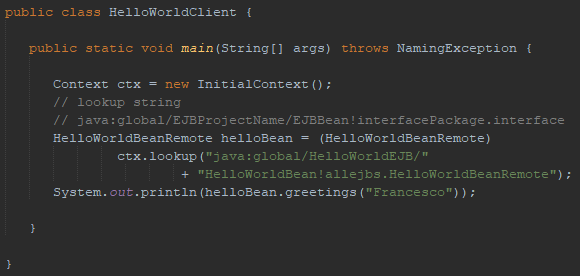 public class HelloWorldClient {
public static void main(String[] args) throws NamingException {
Context ctx = new InitialContext();
// lookup string
// java:global/EJBProjectName/EJBBean!interfacePackage.interface
HelloWorldBeanRemote helloBean = (HelloWorldBeanRemote)
ctx.lookup("java:global/HelloWorldEJB/"
+ "HelloWorldBean!allejbs.HelloWorldBeanRemote");
System.out.println(helloBean.greetings("Francesco"));
}
}